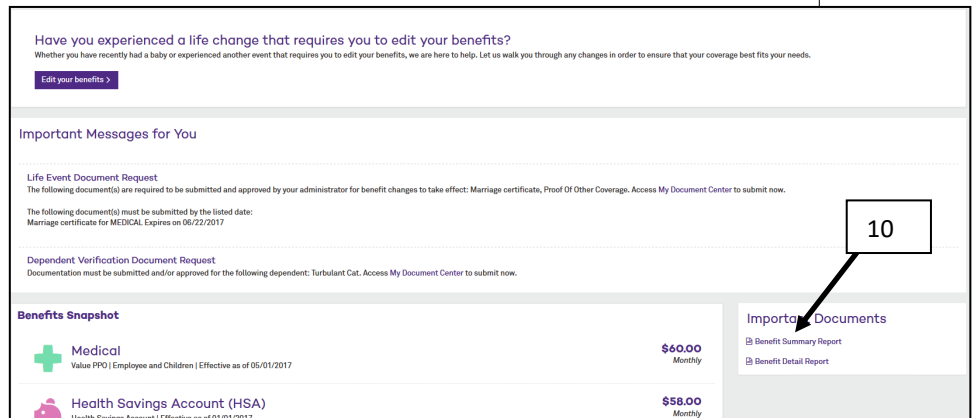 Have you experienced a life change that requires you to edit your benefits?
Whether you have recently had a baby or experienced another event that requires you to edit your benefits, we are here to help. Let us walk you through any changes in order to ensure that your coverage best fits your needs.
Edit your benefits >
Important Messages for You
Life Event Document Request
The following document(s) are required to be submitted and approved by your administrator for benefit changes to take effect: Marriage certificate, Proof Of Other Coverage. Access My Document Center to submit now.
The following document(s) must be submitted by the listed date:
Marriage certificate for MEDICAL Expires on 06/22/2017
10
Dependent Verification Document Request
Documentation must be submitted and/or approved for the following dependent: Turbulant Cat. Access My Document Center to submit now.
Benefits Snapshot
Medical
Value PPO | Employee and Children | Effective as of 05/01/2017
$60.00
Monthly
Health Savings Account (HSA)
Health Savings Account | Effective as of 01/01/2017
$58.00
Monthly
Important Documents
Benefit Summary Report
Benefit Detail Report